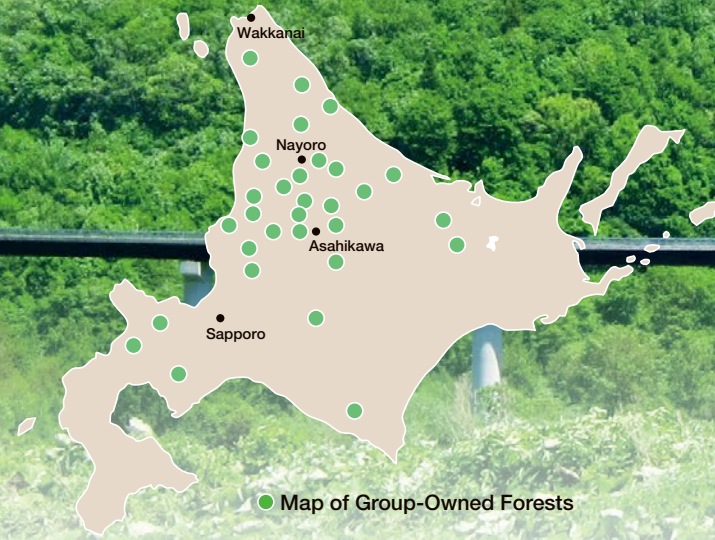 Wakkanai
Nayoro
Asahikawa
Sapporo
Map of Group-Owned Forests